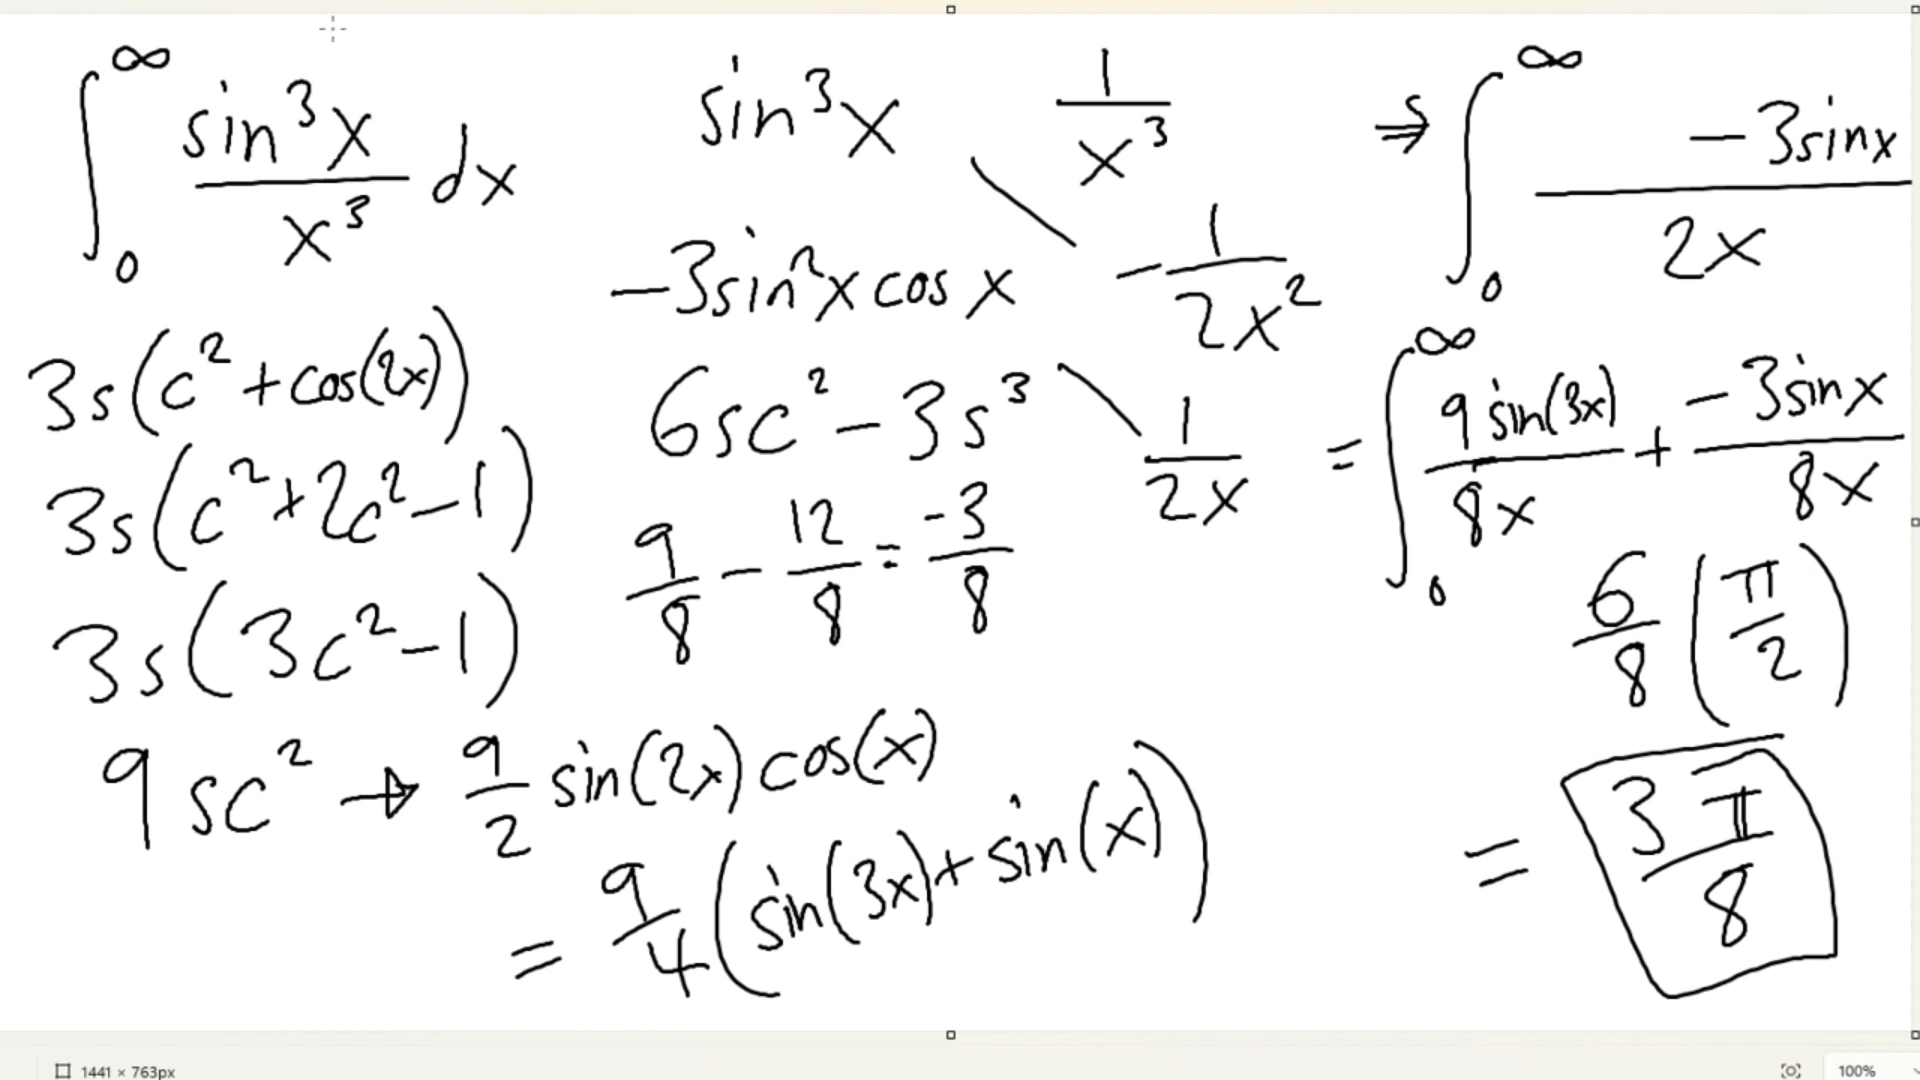 ∫₀^∞ sin³x / x³ dx
3s(c² + cos(2x))
3s(c² + 2c² − 1)
3s(3c² − 1)
9sc² → 9/2 sin(2x) cos(x)
= 9/4 (sin(3x) + sin(x))
sin³x 1/x³
−3sin²x cos x −1/2x²
6sc² − 3s³ 1/2x
9/8 − 12/8 = −3/8
⇒ ∫₀^∞ −3sinx / 2x
= ∫₀^∞ 9 sin(3x) / 8x + −3sinx / 8x
6/8 (π/2)
= 3π/8
1441 × 763px
100%